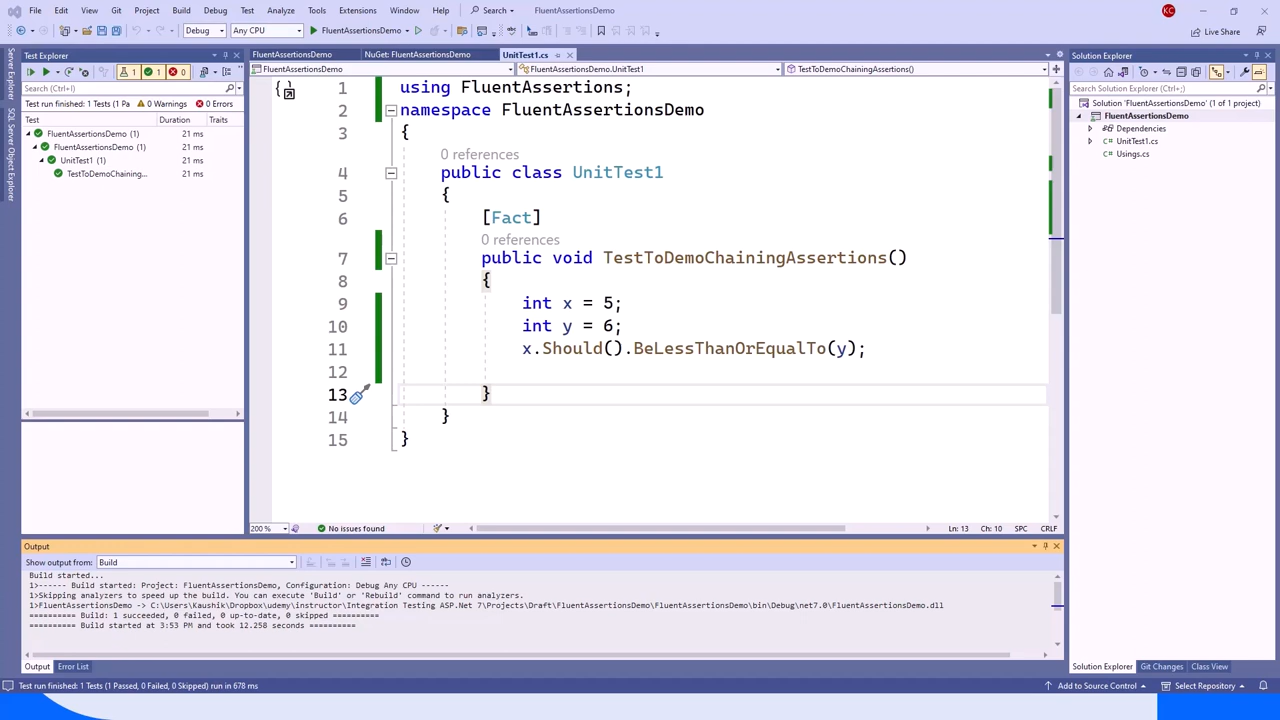 File Edit View Git Project Build Debug Test Analyze Tools Extensions Window Help Search FluentAssertionsDemo KC
Debug Any CPU FluentAssertionsDemo Live Share
Server Explorer
SQL Server Object Explorer
Test Explorer
1 1 0
Search (Ctrl+I)
Test run finished: 1 Tests (1 Pa 0 Warnings 0 Errors
Test Duration Traits
FluentAssertionsDemo (1) 21 ms
FluentAssertionsDemo (1) 21 ms
UnitTest1 (1) 21 ms
TestToDemoChaining... 21 ms
FluentAssertionsDemo NuGet: FluentAssertionsDemo UnitTest1.cs
FluentAssertionsDemo FluentAssertionsDemo.UnitTest1 TestToDemoChainingAssertions()
1 using FluentAssertions;
2 namespace FluentAssertionsDemo
3 {
0 references
4 public class UnitTest1
5 {
6 [Fact]
0 references
7 public void TestToDemoChainingAssertions()
8 {
9 int x = 5;
10 int y = 6;
11 x.Should().BeLessThanOrEqualTo(y);
12
13 }
14 }
15 }
200 % No issues found Ln: 13 Ch: 10 SPC CRLF
Solution Explorer
Search Solution Explorer (Ctrl+;)
Solution 'FluentAssertionsDemo' (1 of 1 project)
FluentAssertionsDemo
Dependencies
UnitTest1.cs
Usings.cs
Output
Show output from: Build
Build started...
1>------ Build started: Project: FluentAssertionsDemo, Configuration: Debug Any CPU ------
1>Skipping analyzers to speed up the build. You can execute 'Build' or 'Rebuild' command to run analyzers.
1>FluentAssertionsDemo -> C:\Users\Kaushik\Dropbox\udemy\instructor\Integration Testing ASP.Net 7\Projects\Draft\FluentAssertionsDemo\FluentAssertionsDemo\bin\Debug\net7.0\FluentAssertionsDemo.dll
========== Build: 1 succeeded, 0 failed, 0 up-to-date, 0 skipped ==========
========== Build started at 3:53 PM and took 12.258 seconds ==========
Output Error List
Solution Explorer Git Changes Class View
Test run finished: 1 Tests (1 Passed, 0 Failed, 0 Skipped) run in 678 ms Add to Source Control Select Repository